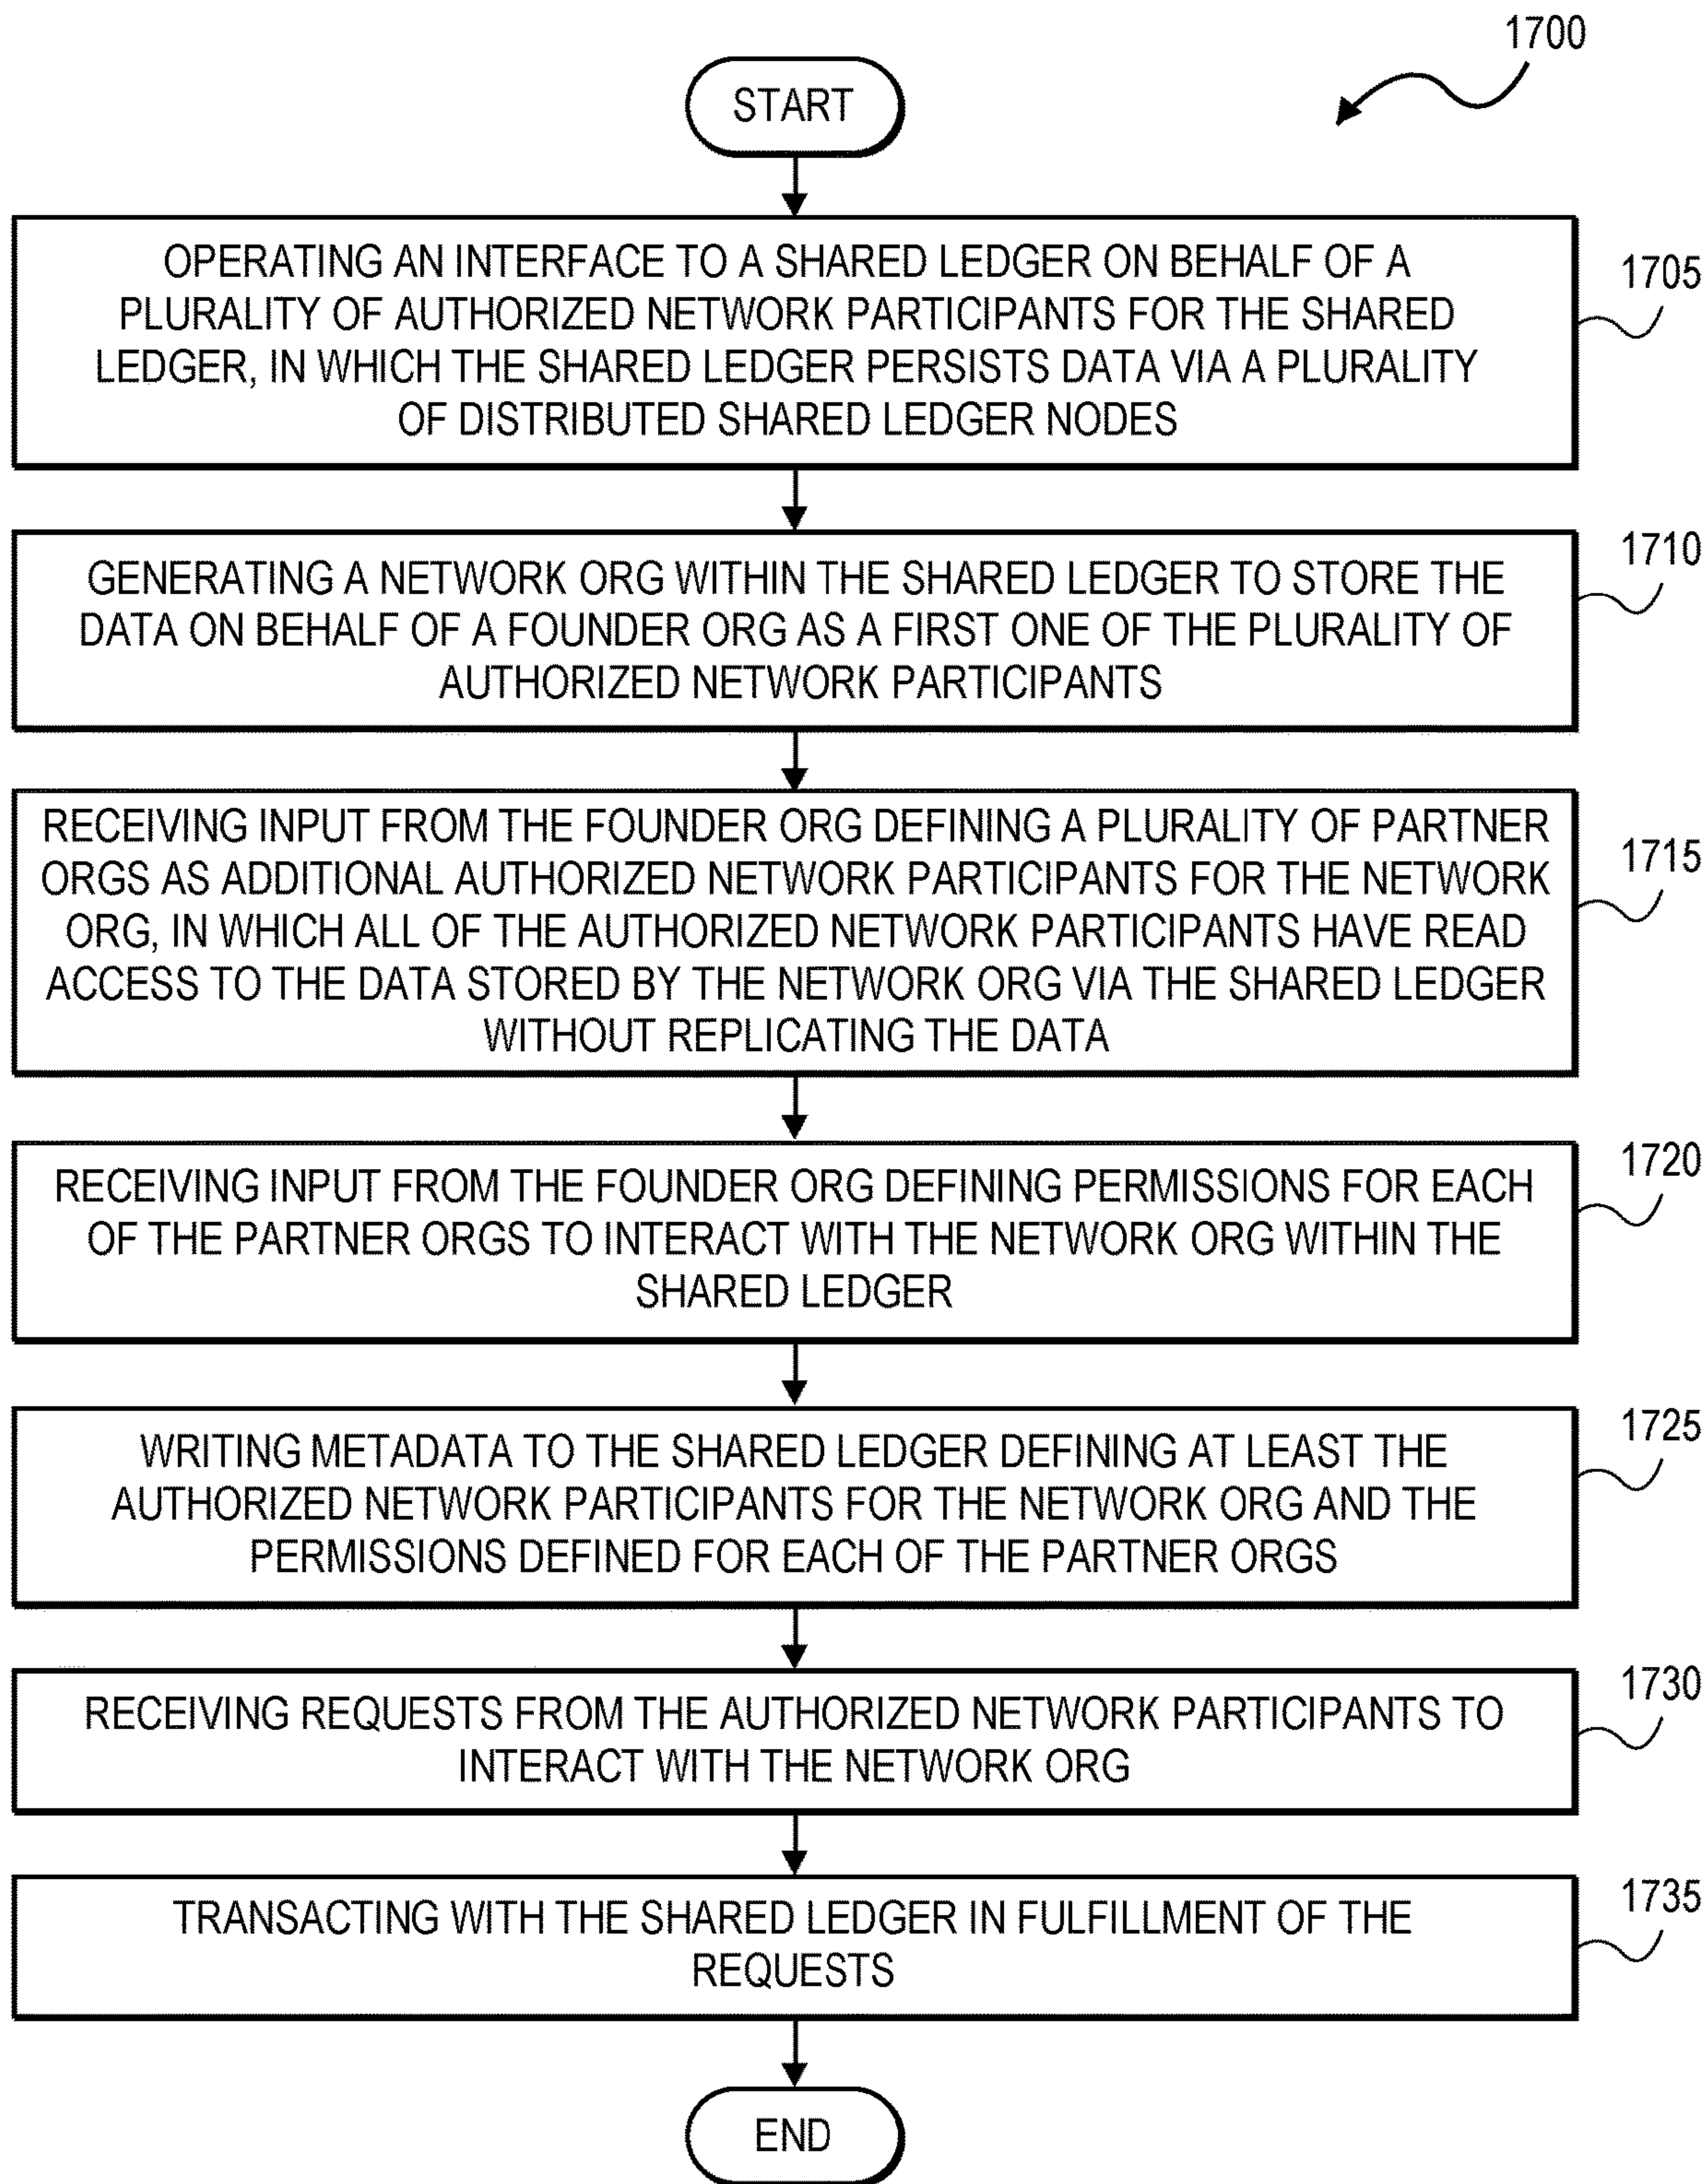 1700
START
OPERATING AN INTERFACE TO A SHARED LEDGER ON BEHALF OF A
PLURALITY OF AUTHORIZED NETWORK PARTICIPANTS FOR THE SHARED
LEDGER, IN WHICH THE SHARED LEDGER PERSISTS DATA VIA A PLURALITY
OF DISTRIBUTED SHARED LEDGER NODES
1705
GENERATING A NETWORK ORG WITHIN THE SHARED LEDGER TO STORE THE
DATA ON BEHALF OF A FOUNDER ORG AS A FIRST ONE OF THE PLURALITY OF
AUTHORIZED NETWORK PARTICIPANTS
1710
RECEIVING INPUT FROM THE FOUNDER ORG DEFINING A PLURALITY OF PARTNER
ORGS AS ADDITIONAL AUTHORIZED NETWORK PARTICIPANTS FOR THE NETWORK
ORG, IN WHICH ALL OF THE AUTHORIZED NETWORK PARTICIPANTS HAVE READ
ACCESS TO THE DATA STORED BY THE NETWORK ORG VIA THE SHARED LEDGER
WITHOUT REPLICATING THE DATA
1715
RECEIVING INPUT FROM THE FOUNDER ORG DEFINING PERMISSIONS FOR EACH
OF THE PARTNER ORGS TO INTERACT WITH THE NETWORK ORG WITHIN THE
SHARED LEDGER
1720
WRITING METADATA TO THE SHARED LEDGER DEFINING AT LEAST THE
AUTHORIZED NETWORK PARTICIPANTS FOR THE NETWORK ORG AND THE
PERMISSIONS DEFINED FOR EACH OF THE PARTNER ORGS
1725
RECEIVING REQUESTS FROM THE AUTHORIZED NETWORK PARTICIPANTS TO
INTERACT WITH THE NETWORK ORG
1730
TRANSACTING WITH THE SHARED LEDGER IN FULFILLMENT OF THE
REQUESTS
1735
END